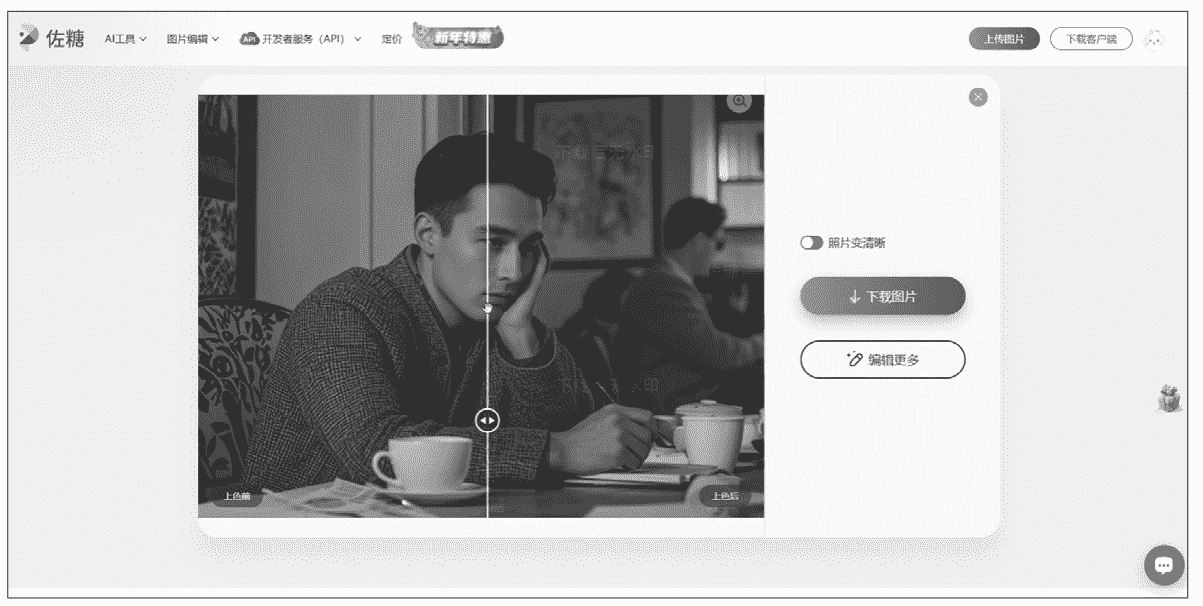 佐糖
AI工具
图片编辑
API 开发者服务（API）
定价
新年特惠
上传图片
下载客户端
照片变清晰
下载图片
编辑更多
上色前
上色后